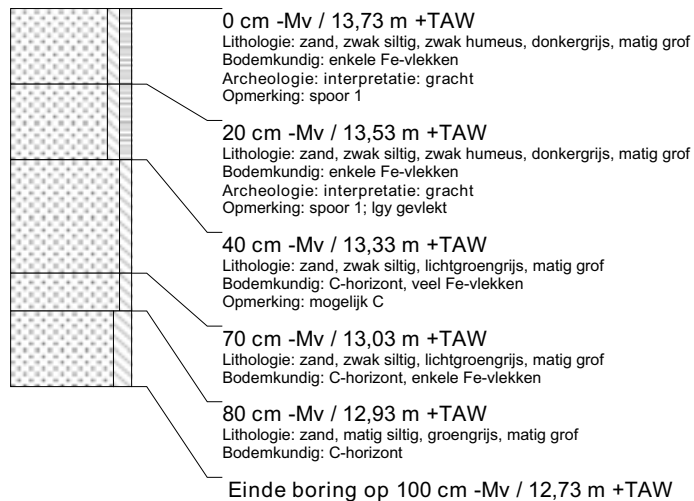 0 cm -Mv / 13,73 m +TAW
Lithologie: zand, zwak siltig, zwak humeus, donkergrijs, matig grof
Bodemkundig: enkele Fe-vlekken
Archeologie: interpretatie: gracht
Opmerking: spoor 1
20 cm -Mv / 13,53 m +TAW
Lithologie: zand, zwak siltig, zwak humeus, donkergrijs, matig grof
Bodemkundig: enkele Fe-vlekken
Archeologie: interpretatie: gracht
Opmerking: spoor 1; lgy gevlekt
40 cm -Mv / 13,33 m +TAW
Lithologie: zand, zwak siltig, lichtgroengrijs, matig grof
Bodemkundig: C-horizont, veel Fe-vlekken
Opmerking: mogelijk C
70 cm -Mv / 13,03 m +TAW
Lithologie: zand, zwak siltig, lichtgroengrijs, matig grof
Bodemkundig: C-horizont, enkele Fe-vlekken
80 cm -Mv / 12,93 m +TAW
Lithologie: zand, matig siltig, groengrijs, matig grof
Bodemkundig: C-horizont
Einde boring op 100 cm -Mv / 12,73 m +TAW